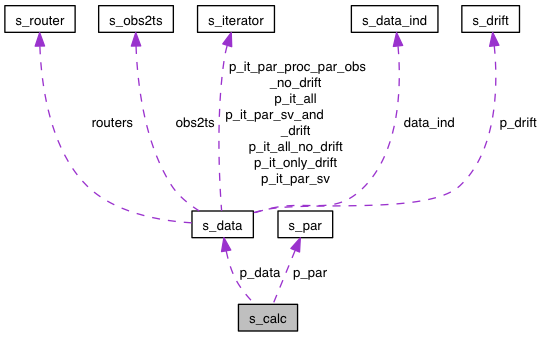 s_router
s_obs2ts
s_iterator
s_data_ind
s_drift
p_it_par_proc_par_obs
_no_drift
p_it_all
p_it_par_sv_and
_drift
p_it_all_no_drift
p_it_only_drift
p_it_par_sv
routers
obs2ts
data_ind
p_drift
s_data
s_par
p_data
p_par
s_calc